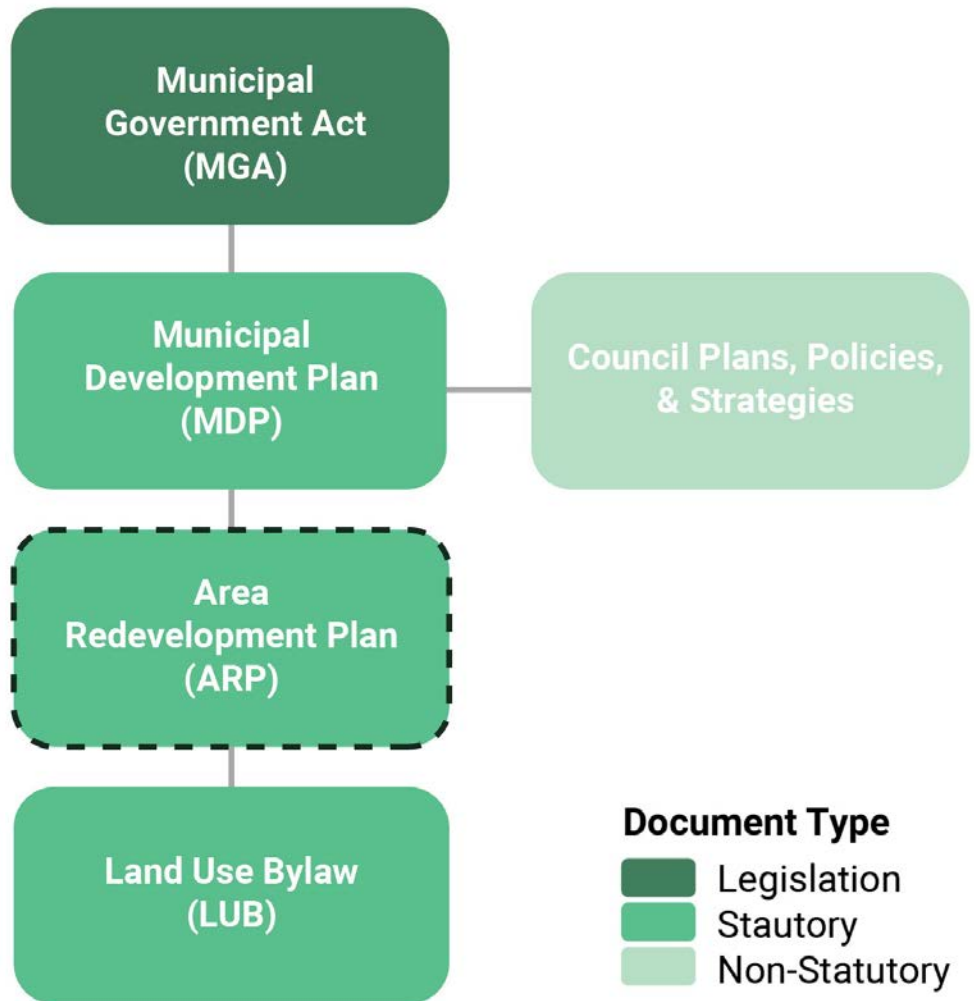 Municipal
Government Act
(MGA)
Municipal
Development Plan
(MDP)
Council Plans, Policies,
& Strategies
Area
Redevelopment Plan
(ARP)
Land Use Bylaw
(LUB)
Document Type
Legislation
Stautory
Non-Statutory